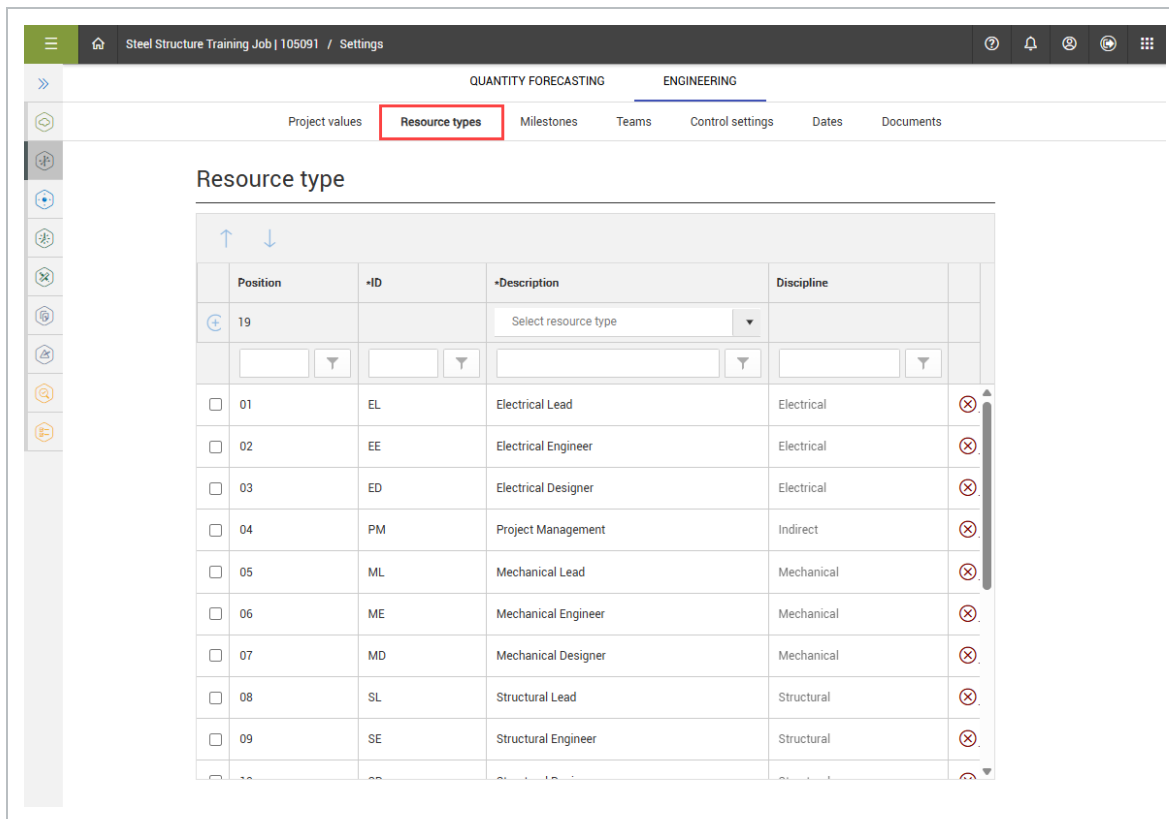 Steel Structure Training Job | 105091 / Settings
QUANTITY FORECASTING ENGINEERING
Project values Resource types Milestones Teams Control settings Dates Documents
Resource type
Position *ID *Description Discipline
19 Select resource type
01 EL Electrical Lead Electrical
02 EE Electrical Engineer Electrical
03 ED Electrical Designer Electrical
04 PM Project Management Indirect
05 ML Mechanical Lead Mechanical
06 ME Mechanical Engineer Mechanical
07 MD Mechanical Designer Mechanical
08 SL Structural Lead Structural
09 SE Structural Engineer Structural